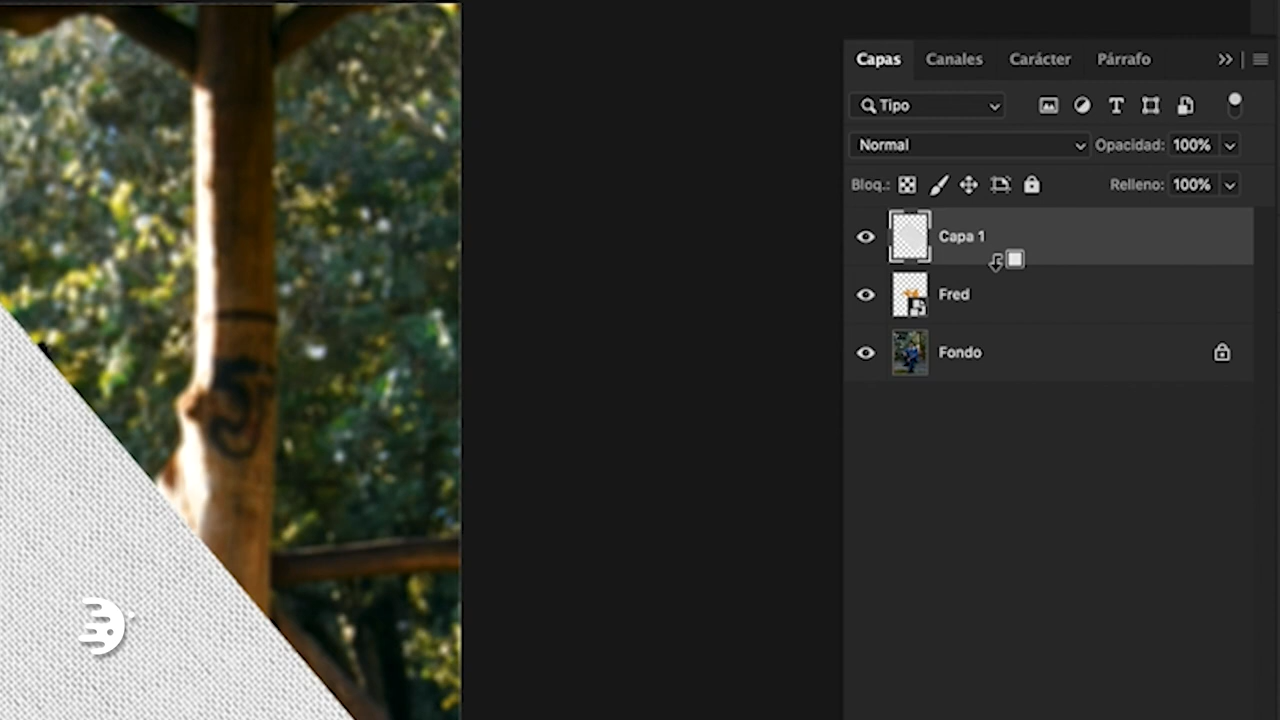 Capas Canales Carácter Párrafo
Tipo
Normal Opacidad: 100%
Bloq.: Relleno: 100%
Capa 1
Fred
Fondo